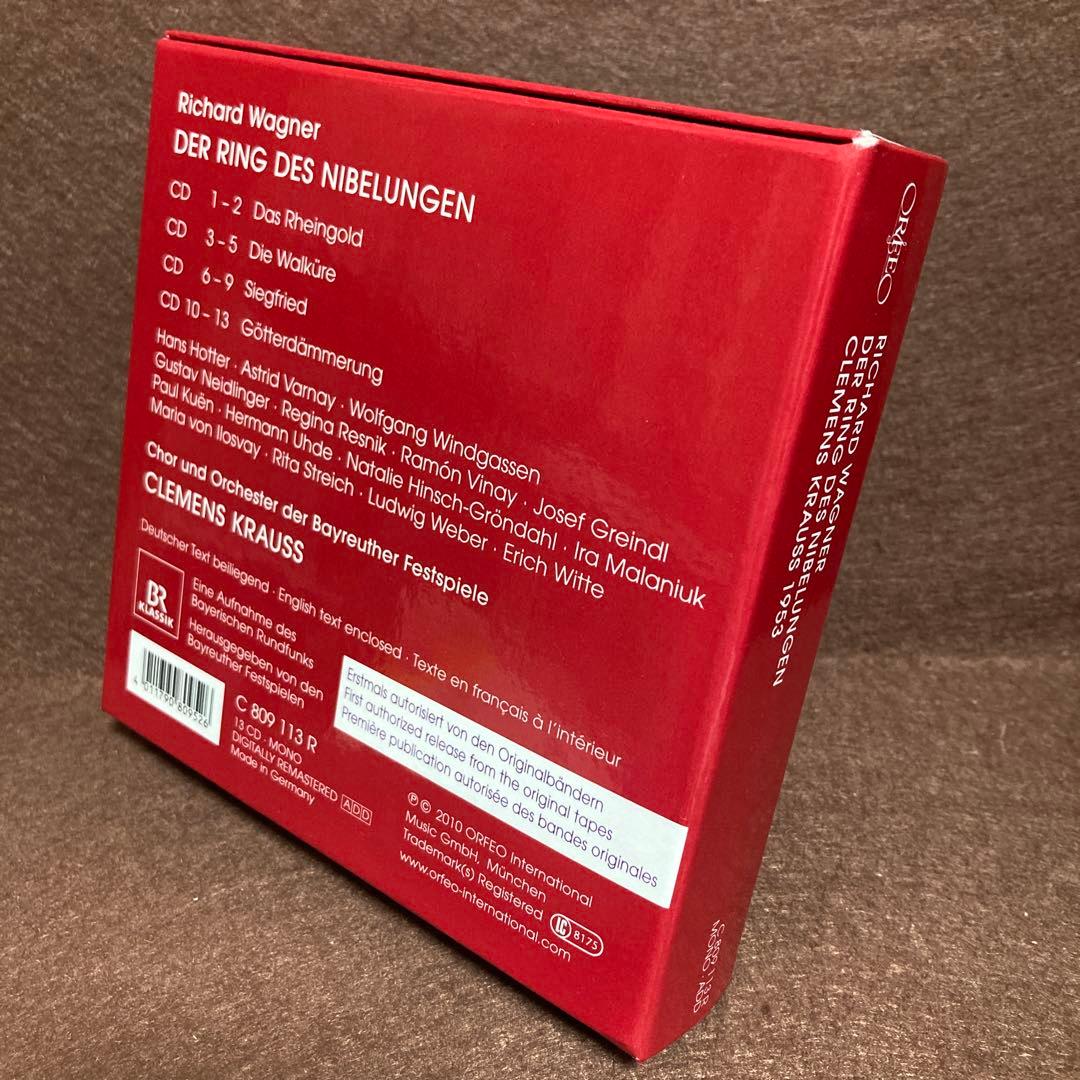 Richard Wagner
DER RING DES NIBELUNGEN
CD 1–2 Das Rheingold
CD 3–5 Die Walküre
CD 6–9 Siegfried
CD 10–13 Götterdämmerung
Hans Hotter · Astrid Varnay · Wolfgang Windgassen
Gustav Neidlinger · Regina Resnik · Ramón Vinay · Josef Greindl
Paul Kuën · Hermann Uhde · Natalie Hinsch-Gröndahl · Ira Malaniuk
Maria von Ilosvay · Rita Streich · Ludwig Weber · Erich Witte
Chor und Orchester der Bayreuther Festspiele
CLEMENS KRAUSS
Deutscher Text beiliegend · English text enclosed · Texte en français à l'intérieur
BR
KLASSIK
Eine Aufnahme des
Bayerischen Rundfunks
Herausgegeben von den
Bayreuther Festspielen
4 011790 809526
C 809 113 R
13 CD · MONO
DIGITALLY REMASTERED ADD
Made in Germany
Erstmals autorisiert von den Originalbändern
First authorized release from the original tapes
Première publication autorisée des bandes originales
℗ © 2010 ORFEO International
Music GmbH, München
Trademark(s) Registered
www.orfeo-international.com
LC 8175
ORFEO
RICHARD WAGNER
DER RING DES NIBELUNGEN
CLEMENS KRAUSS 1953
C 809 113 R
MONO · ADD